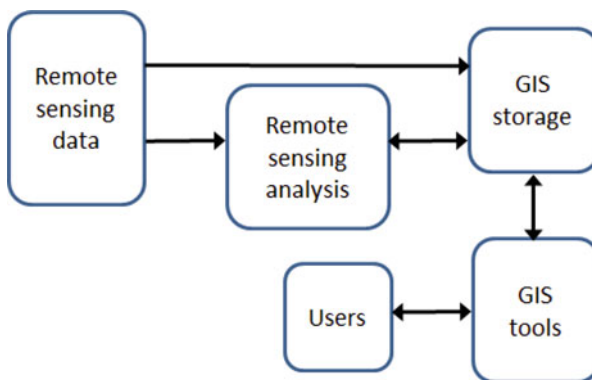 Remote
sensing
data
Remote
sensing
analysis
GIS
storage
Users
GIS
tools